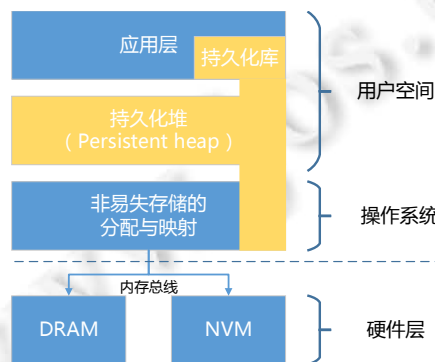 应用层
持久化库
用户空间
持久化堆
（Persistent heap）
非易失存储的
分配与映射
操作系统
内存总线
DRAM
NVM
硬件层